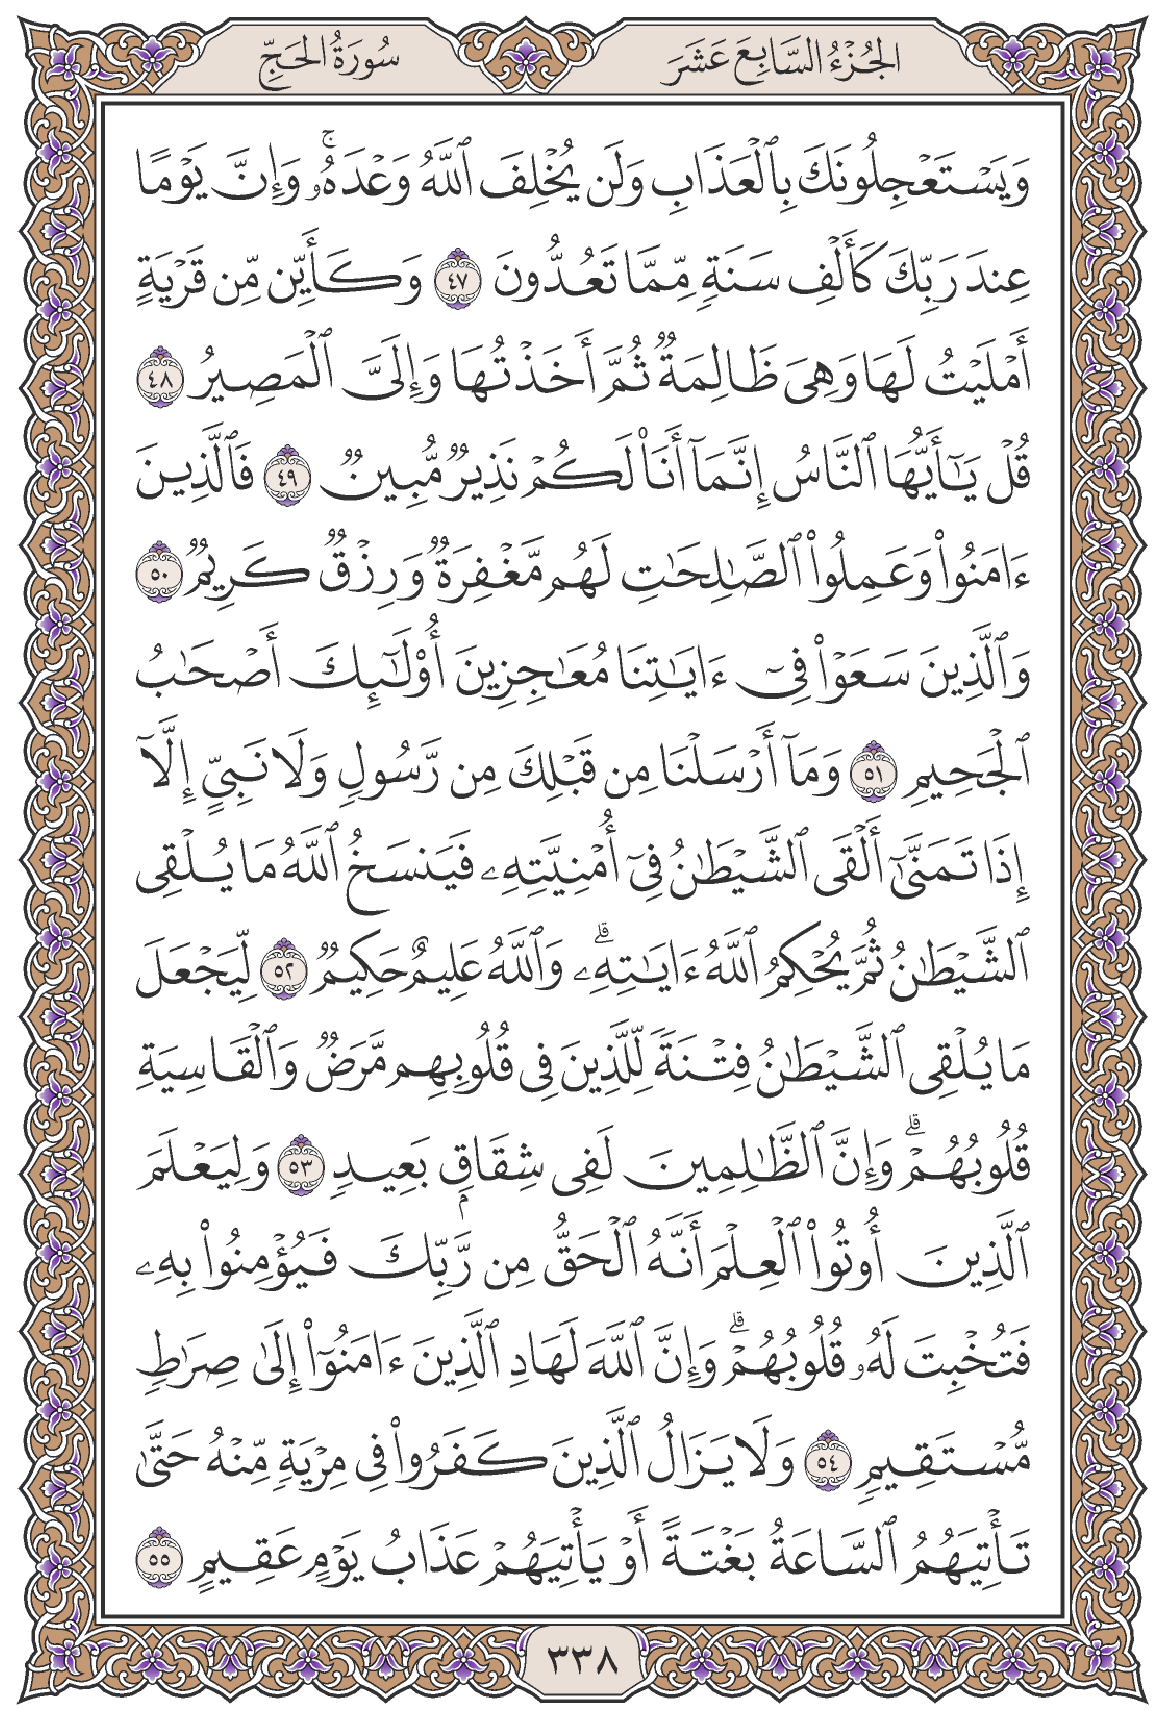 الجُزْءُ السَّابِعَ عَشَرَ
سُورَةُ الحَجّ
وَيَسْتَعْجِلُونَكَ بِٱلْعَذَابِ وَلَن يُخْلِفَ ٱللَّهُ وَعْدَهُۥۚ وَإِنَّ يَوْمًا
عِندَ رَبِّكَ كَأَلْفِ سَنَةٍ مِّمَّا تَعُدُّونَ ٤٧ وَكَأَيِّن مِّن قَرْيَةٍ
أَمْلَيْتُ لَهَا وَهِىَ ظَالِمَةٌ ثُمَّ أَخَذْتُهَا وَإِلَىَّ ٱلْمَصِيرُ ٤٨
قُلْ يَٰٓأَيُّهَا ٱلنَّاسُ إِنَّمَآ أَنَا۠ لَكُمْ نَذِيرٌ مُّبِينٌ ٤٩ فَٱلَّذِينَ
ءَامَنُوا۟ وَعَمِلُوا۟ ٱلصَّٰلِحَٰتِ لَهُم مَّغْفِرَةٌ وَرِزْقٌ كَرِيمٌ ٥٠
وَٱلَّذِينَ سَعَوْا۟ فِىٓ ءَايَٰتِنَا مُعَٰجِزِينَ أُو۟لَٰٓئِكَ أَصْحَٰبُ
ٱلْجَحِيمِ ٥١ وَمَآ أَرْسَلْنَا مِن قَبْلِكَ مِن رَّسُولٍ وَلَا نَبِىٍّ إِلَّآ
إِذَا تَمَنَّىٰٓ أَلْقَى ٱلشَّيْطَٰنُ فِىٓ أُمْنِيَّتِهِۦ فَيَنسَخُ ٱللَّهُ مَا يُلْقِى
ٱلشَّيْطَٰنُ ثُمَّ يُحْكِمُ ٱللَّهُ ءَايَٰتِهِۦۗ وَٱللَّهُ عَلِيمٌ حَكِيمٌ ٥٢ لِّيَجْعَلَ
مَا يُلْقِى ٱلشَّيْطَٰنُ فِتْنَةً لِّلَّذِينَ فِى قُلُوبِهِم مَّرَضٌ وَٱلْقَاسِيَةِ
قُلُوبُهُمْۗ وَإِنَّ ٱلظَّٰلِمِينَ لَفِى شِقَاقٍۭ بَعِيدٍ ٥٣ وَلِيَعْلَمَ
ٱلَّذِينَ أُوتُوا۟ ٱلْعِلْمَ أَنَّهُ ٱلْحَقُّ مِن رَّبِّكَ فَيُؤْمِنُوا۟ بِهِۦ
فَتُخْبِتَ لَهُۥ قُلُوبُهُمْۗ وَإِنَّ ٱللَّهَ لَهَادِ ٱلَّذِينَ ءَامَنُوٓا۟ إِلَىٰ صِرَٰطٍ
مُّسْتَقِيمٍ ٥٤ وَلَا يَزَالُ ٱلَّذِينَ كَفَرُوا۟ فِى مِرْيَةٍ مِّنْهُ حَتَّىٰ
تَأْتِيَهُمُ ٱلسَّاعَةُ بَغْتَةً أَوْ يَأْتِيَهُمْ عَذَابُ يَوْمٍ عَقِيمٍ ٥٥
٣٣٨